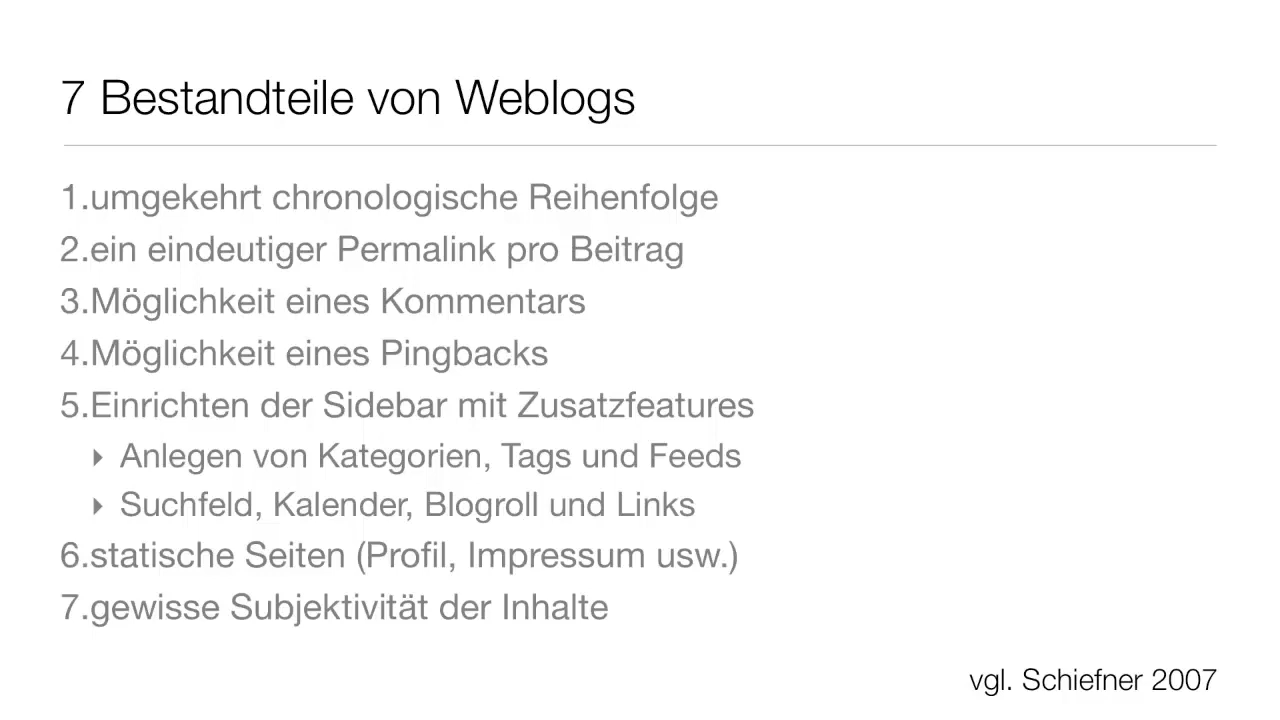 7 Bestandteile von Weblogs
1.umgekehrt chronologische Reihenfolge
2.ein eindeutiger Permalink pro Beitrag
3.Möglichkeit eines Kommentars
4.Möglichkeit eines Pingbacks
5.Einrichten der Sidebar mit Zusatzfeatures
‣ Anlegen von Kategorien, Tags und Feeds
‣ Suchfeld, Kalender, Blogroll und Links
6.statische Seiten (Profil, Impressum usw.)
7.gewisse Subjektivität der Inhalte
vgl. Schiefner 2007